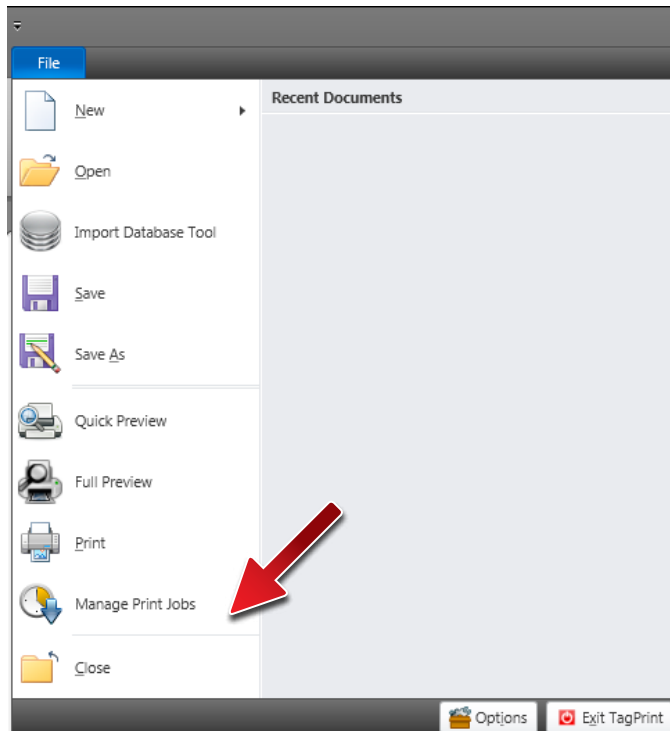 File
Recent Documents
New
Open
Import Database Tool
Save
Save As
Quick Preview
Full Preview
Print
Manage Print Jobs
Close
Options
Exit TagPrint